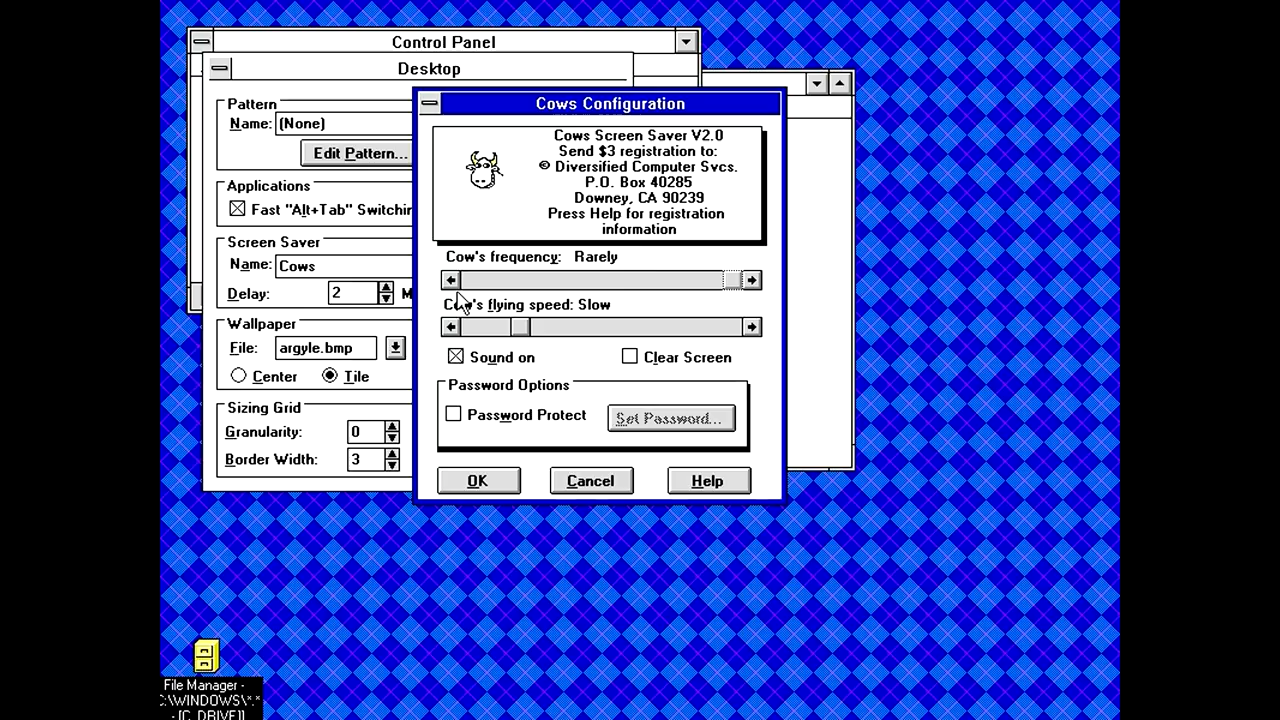 Control Panel
Desktop
Pattern
Name: (None)
Edit Pattern...
Applications
Fast "Alt+Tab" Switchin
Screen Saver
Name: Cows
Delay: 2 M
Wallpaper
File: argyle.bmp
Center Tile
Sizing Grid
Granularity: 0
Border Width: 3
Cows Configuration
Cows Screen Saver V2.0
Send $3 registration to:
© Diversified Computer Svcs.
P.O. Box 40285
Downey, CA 90239
Press Help for registration
information
Cow's frequency: Rarely
Cow's flying speed: Slow
Sound on Clear Screen
Password Options
Password Protect Set Password...
OK Cancel Help
File Manager -
C:\WINDOWS\*.*
- [C_DRIVE]]